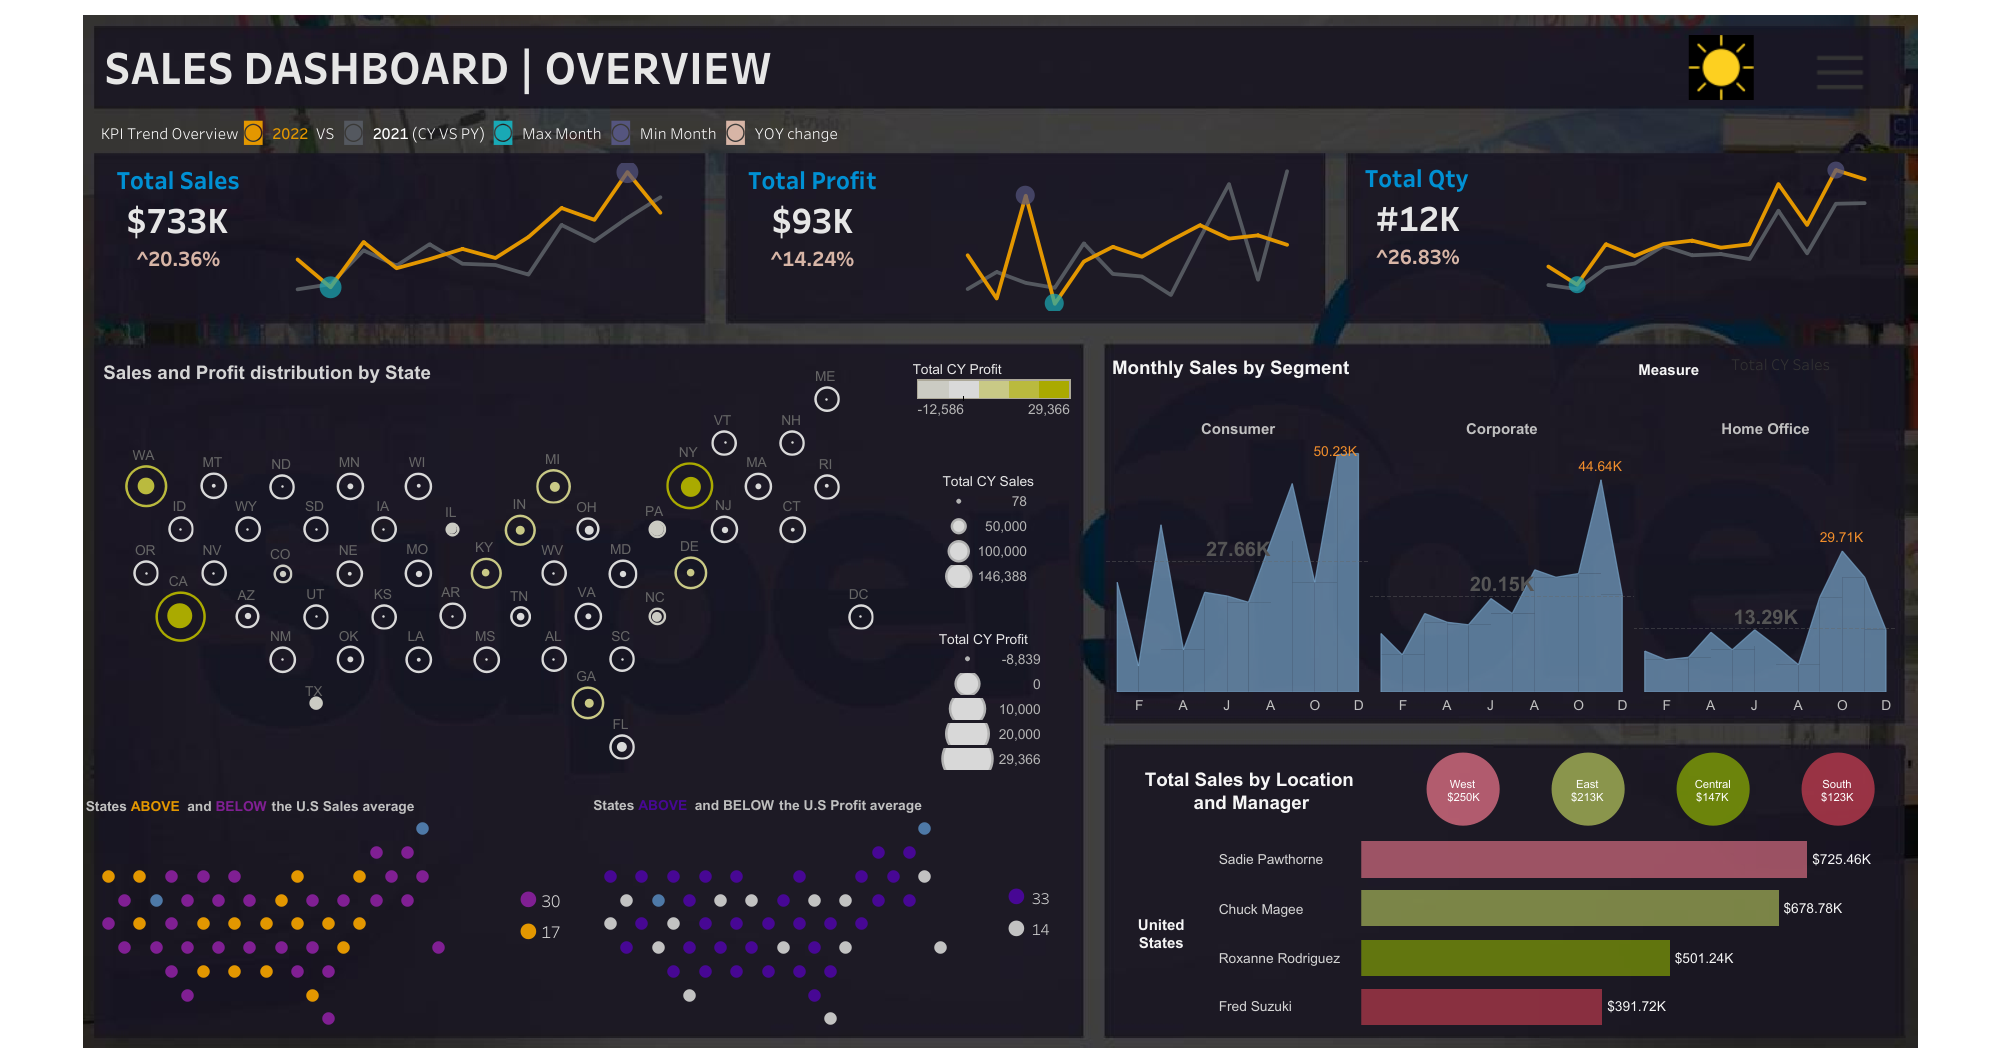 SALES DASHBOARD | OVERVIEW
KPI Trend Overview 2022 VS 2021 (CY VS PY) Max Month Min Month YOY change
Total Sales
$733K
^20.36%
Total Profit
$93K
^14.24%
Total Qty
#12K
^26.83%
Sales and Profit distribution by State
Total CY Profit
-12,586 29,366
ME
VT NH
WA MT ND MN WI MI NY MA RI
ID WY SD IA IL IN OH PA NJ CT
OR NV CO NE MO KY WV MD DE
CA AZ UT KS AR TN VA NC DC
NM OK LA MS AL SC
TX GA
FL
Total CY Sales
78
50,000
100,000
146,388
Total CY Profit
-8,839
0
10,000
20,000
29,366
States ABOVE and BELOW the U.S Sales average
30
17
States ABOVE and BELOW the U.S Profit average
33
14
Monthly Sales by Segment
Measure Total CY Sales
Consumer Corporate Home Office
50.23K
44.64K
29.71K
27.66K
20.15K
13.29K
F A J A O D F A J A O D F A J A O D
Total Sales by Location
and Manager
West
$250K
East
$213K
Central
$147K
South
$123K
United
States
Sadie Pawthorne $725.46K
Chuck Magee $678.78K
Roxanne Rodriguez $501.24K
Fred Suzuki $391.72K